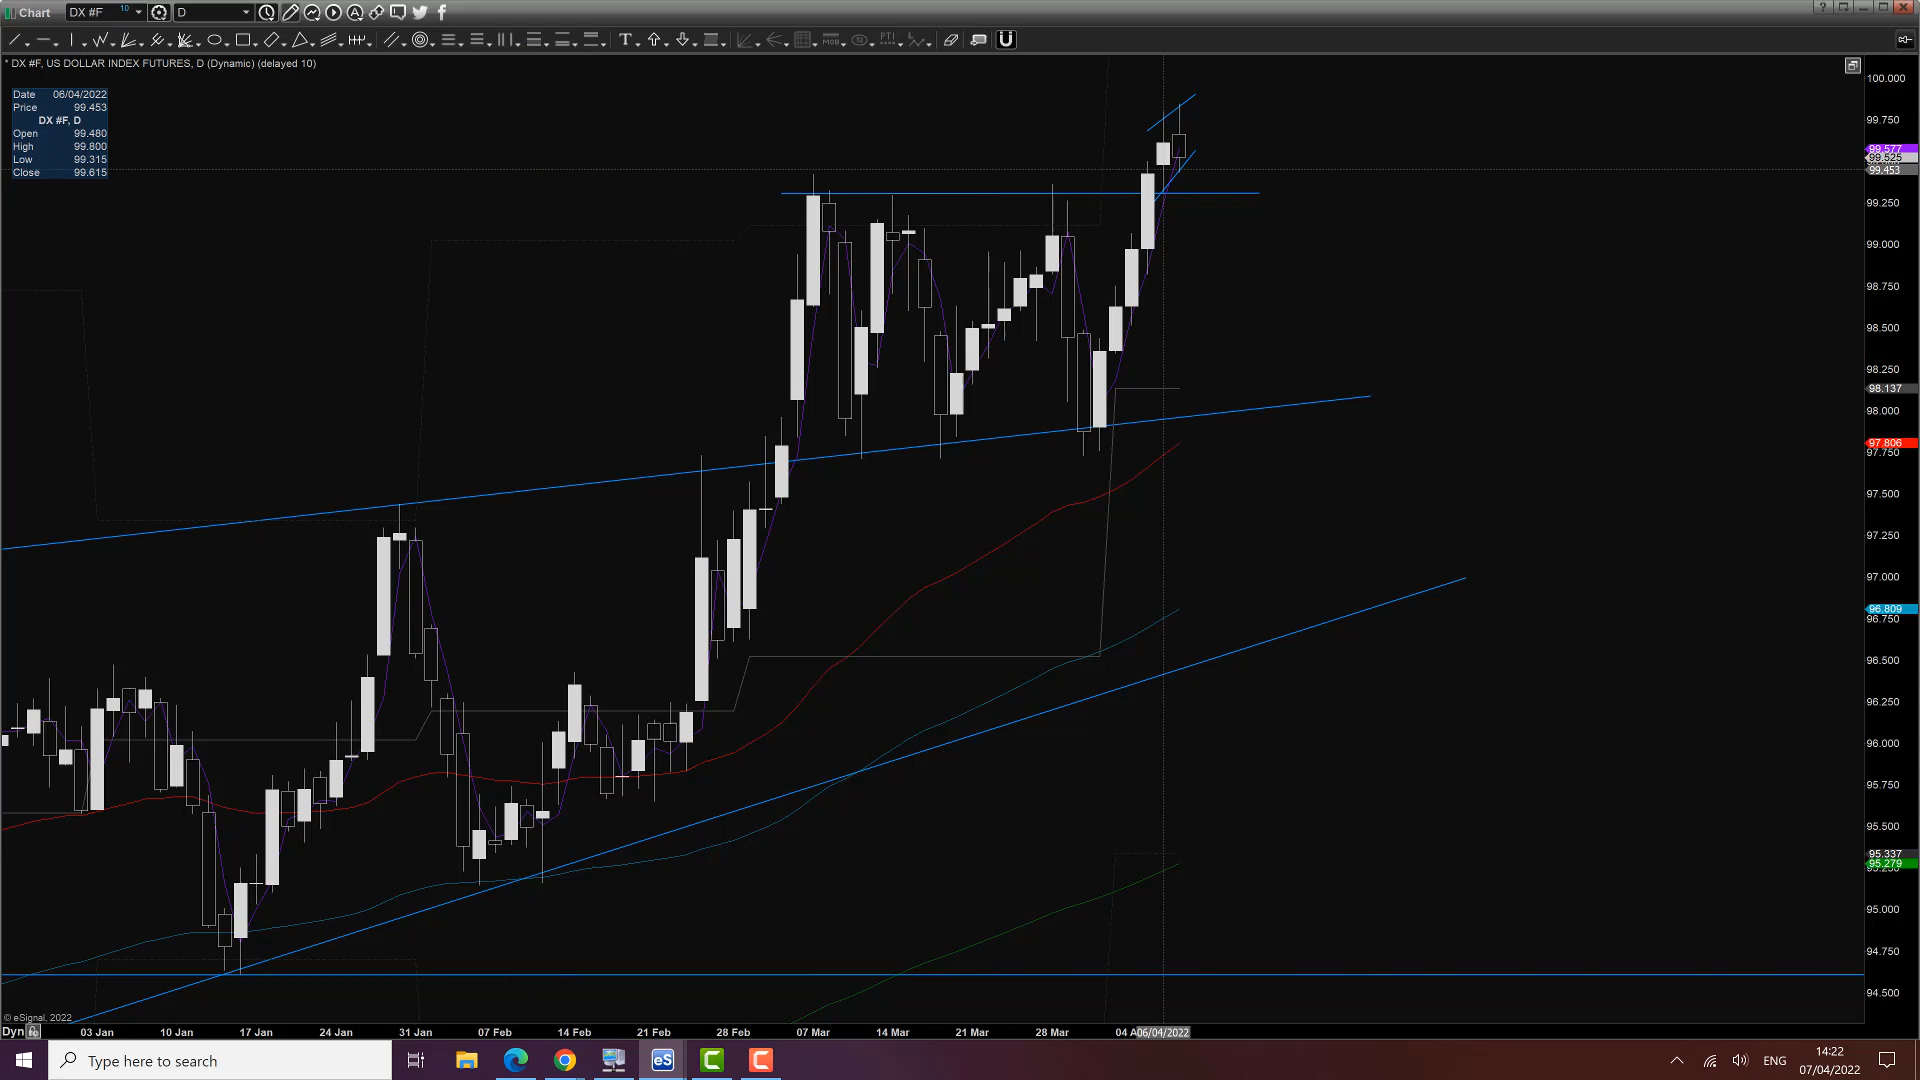 Chart DX #F 10 D
* DX #F, US DOLLAR INDEX FUTURES, D (Dynamic) (delayed 10)
Date 06/04/2022
Price 99.453
DX #F, D
Open 99.480
High 99.800
Low 99.315
Close 99.615
100.000
99.750
99.577
99.525
99.453
99.250
99.000
98.750
98.500
98.250
98.137
98.000
97.806
97.750
97.500
97.250
97.000
96.809
96.750
96.500
96.250
96.000
95.750
95.500
95.337
95.279
95.000
94.750
94.500
© eSignal, 2022
Dyn 03 Jan 10 Jan 17 Jan 24 Jan 31 Jan 07 Feb 14 Feb 21 Feb 28 Feb 07 Mar 14 Mar 21 Mar 28 Mar 04 A 06/04/2022
Type here to search
eS
ENG
14:22
07/04/2022